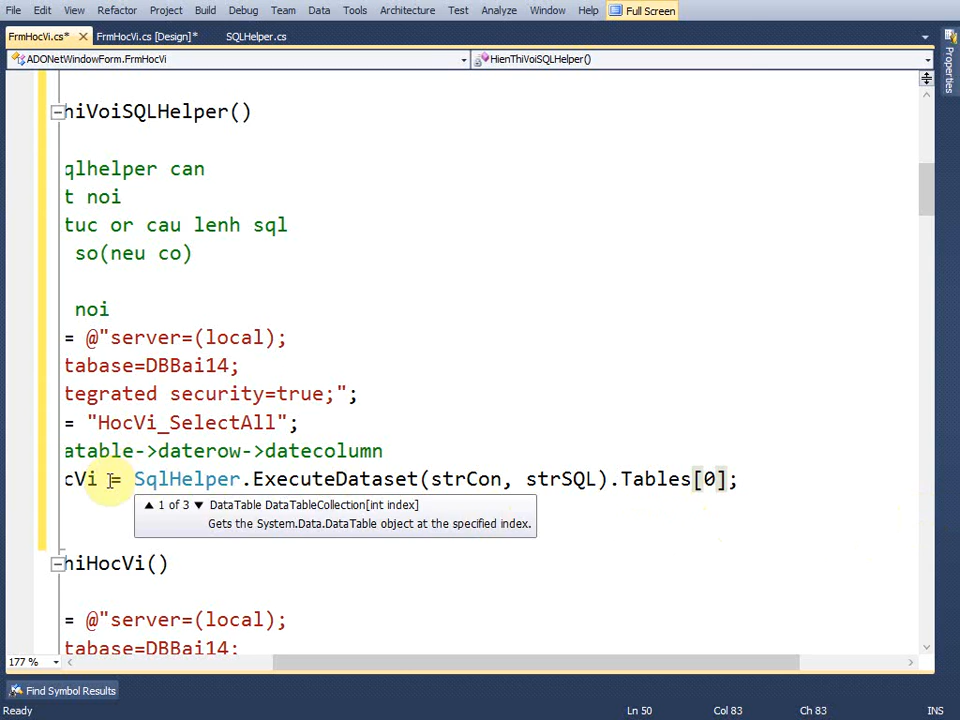 File Edit View Refactor Project Build Debug Team Data Tools Architecture Test Analyze Window Help Full Screen
FrmHocVi.cs* FrmHocVi.cs [Design]* SQLHelper.cs
ADONetWindowForm.FrmHocVi HienThiVoiSQLHelper()
Properties
hiVoiSQLHelper()
qlhelper can
t noi
tuc or cau lenh sql
so(neu co)
noi
= @"server=(local);
tabase=DBBai14;
tegrated security=true;";
= "HocVi_SelectAll";
atable->daterow->datecolumn
cVi = SqlHelper.ExecuteDataset(strCon, strSQL).Tables[0];
1 of 3 DataTable DataTableCollection[int index]
Gets the System.Data.DataTable object at the specified index.
hiHocVi()
= @"server=(local);
tabase=DBBai14;
177 %
Find Symbol Results
Ready Ln 50 Col 83 Ch 83 INS